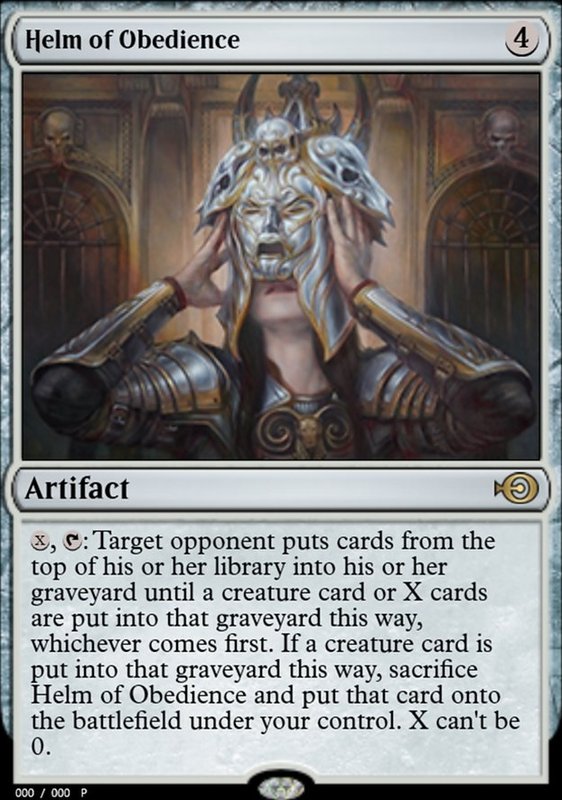 Helm of Obedience 4
Artifact
X, : Target opponent puts cards from the
top of his or her library into his or her
graveyard until a creature card or X cards
are put into that graveyard this way,
whichever comes first. If a creature card is
put into that graveyard this way, sacrifice
Helm of Obedience and put that card onto
the battlefield under your control. X can't be
0.
000 / 000 P